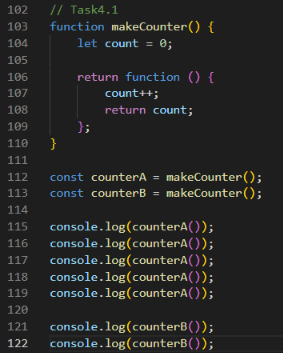 102 // Task4.1
103 function makeCounter() {
104     let count = 0;
105
106     return function () {
107         count++;
108         return count;
109     };
110 }
111
112 const counterA = makeCounter();
113 const counterB = makeCounter();
114
115 console.log(counterA());
116 console.log(counterA());
117 console.log(counterA());
118 console.log(counterA());
119 console.log(counterA());
120
121 console.log(counterB());
122 console.log(counterB());